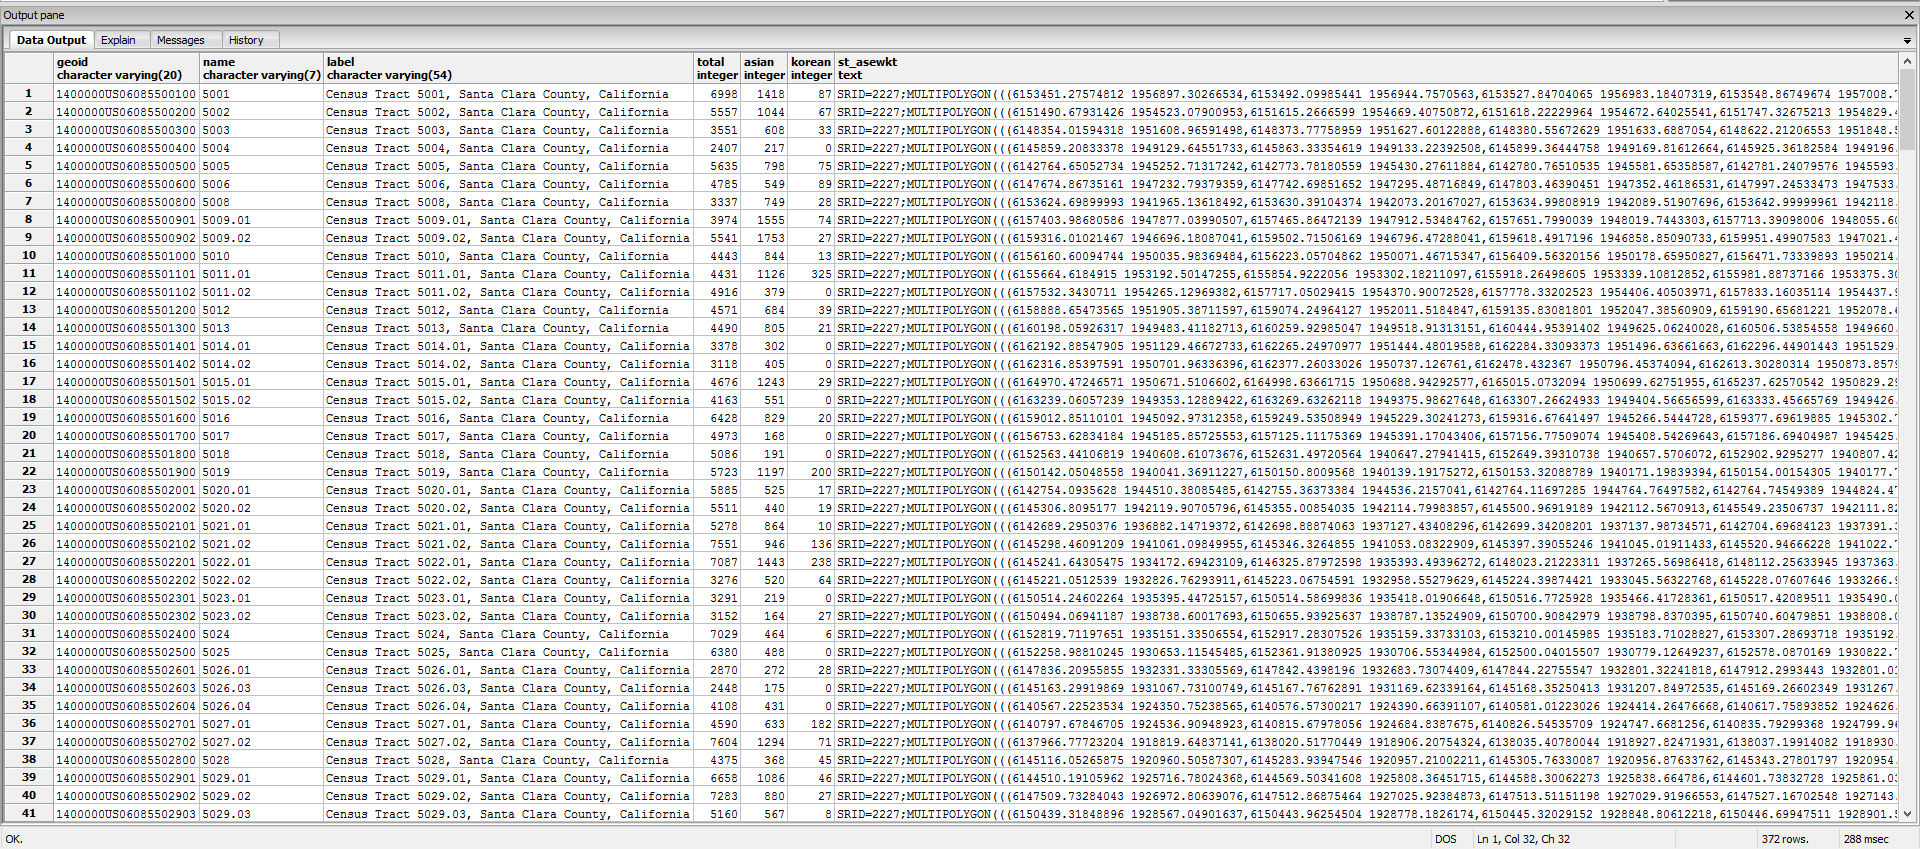 Output pane
Data Output Explain Messages History
geoid name label total asian korean st_asewkt
character varying(20) character varying(7) character varying(54) integer integer integer text
1 1400000US06085500100 5001 Census Tract 5001, Santa Clara County, California 6998 1418 87 SRID=2227;MULTIPOLYGON(((6153451.27574812 1956897.30266534,6153492.09985441 1956944.7570563,6153527.84704065 1956983.18407319,6153548.86749674 1957008.7
2 1400000US06085500200 5002 Census Tract 5002, Santa Clara County, California 5557 1044 67 SRID=2227;MULTIPOLYGON(((6151490.67931426 1954523.07900953,6151615.2666599 1954669.40750872,6151618.22229964 1954672.64025541,6151747.32675213 1954829.4
3 1400000US06085500300 5003 Census Tract 5003, Santa Clara County, California 3551 608 33 SRID=2227;MULTIPOLYGON(((6148354.01594318 1951608.96591498,6148373.77758959 1951627.60122888,6148380.55672629 1951633.6887054,6148622.21206553 1951848.5
4 1400000US06085500400 5004 Census Tract 5004, Santa Clara County, California 2407 217 0 SRID=2227;MULTIPOLYGON(((6145859.20833378 1949129.64551733,6145863.33354619 1949133.22392508,6145899.36444758 1949169.81612664,6145925.36182584 1949196.
5 1400000US06085500500 5005 Census Tract 5005, Santa Clara County, California 5635 798 75 SRID=2227;MULTIPOLYGON(((6142764.65052734 1945252.71317242,6142773.78180559 1945430.27611884,6142780.76510535 1945581.65358587,6142781.24079576 1945593.
6 1400000US06085500600 5006 Census Tract 5006, Santa Clara County, California 4785 549 89 SRID=2227;MULTIPOLYGON(((6147674.86735161 1947232.79379359,6147742.69851652 1947295.48716849,6147803.46390451 1947352.46186531,6147997.24533473 1947533.
7 1400000US06085500800 5008 Census Tract 5008, Santa Clara County, California 3337 749 28 SRID=2227;MULTIPOLYGON(((6153624.69899993 1941965.13618492,6153630.39104374 1942073.20167027,6153634.99808919 1942089.51907696,6153642.99999961 1942118.
8 1400000US06085500901 5009.01 Census Tract 5009.01, Santa Clara County, California 3974 1555 74 SRID=2227;MULTIPOLYGON(((6157403.98680586 1947877.03990507,6157465.86472139 1947912.53484762,6157651.7990039 1948019.7443303,6157713.39098006 1948055.60
9 1400000US06085500902 5009.02 Census Tract 5009.02, Santa Clara County, California 5541 1753 27 SRID=2227;MULTIPOLYGON(((6159316.01021467 1946696.18087041,6159502.71506169 1946796.47288041,6159618.4917196 1946858.85090733,6159951.49907583 1947021.4
10 1400000US06085501000 5010 Census Tract 5010, Santa Clara County, California 4443 844 13 SRID=2227;MULTIPOLYGON(((6156160.60094744 1950035.98369484,6156223.05704862 1950071.46715347,6156409.56320156 1950178.65950827,6156471.73339893 1950214.
11 1400000US06085501101 5011.01 Census Tract 5011.01, Santa Clara County, California 4431 1126 325 SRID=2227;MULTIPOLYGON(((6155664.6184915 1953192.50147255,6155854.9222056 1953302.18211097,6155918.26498605 1953339.10812852,6155981.88737166 1953375.30
12 1400000US06085501102 5011.02 Census Tract 5011.02, Santa Clara County, California 4916 379 0 SRID=2227;MULTIPOLYGON(((6157532.3430711 1954265.12969382,6157717.05029415 1954370.90072528,6157778.33202523 1954406.40503971,6157833.16035114 1954437.9
13 1400000US06085501200 5012 Census Tract 5012, Santa Clara County, California 4571 684 39 SRID=2227;MULTIPOLYGON(((6158888.65473565 1951905.38711597,6159074.24964127 1952011.5184847,6159135.83081801 1952047.38560909,6159190.65681221 1952078.6
14 1400000US06085501300 5013 Census Tract 5013, Santa Clara County, California 4490 805 21 SRID=2227;MULTIPOLYGON(((6160198.05926317 1949483.41182713,6160259.92985047 1949518.91313151,6160444.95391402 1949625.06240028,6160506.53854558 1949660.
15 1400000US06085501401 5014.01 Census Tract 5014.01, Santa Clara County, California 3378 302 0 SRID=2227;MULTIPOLYGON(((6162192.88547905 1951129.46672733,6162265.24970977 1951444.48019588,6162284.33093373 1951496.63661663,6162296.44901443 1951529.
16 1400000US06085501402 5014.02 Census Tract 5014.02, Santa Clara County, California 3118 405 0 SRID=2227;MULTIPOLYGON(((6162316.85397591 1950701.96336396,6162377.26033026 1950737.126761,6162478.432367 1950796.45374094,6162613.30280314 1950873.857
17 1400000US06085501501 5015.01 Census Tract 5015.01, Santa Clara County, California 4676 1243 29 SRID=2227;MULTIPOLYGON(((6164970.47246571 1950671.5106602,6164998.63661715 1950688.94292577,6165015.0732094 1950699.62751955,6165237.62570542 1950829.29
18 1400000US06085501502 5015.02 Census Tract 5015.02, Santa Clara County, California 4163 551 0 SRID=2227;MULTIPOLYGON(((6163239.06057239 1949353.12889422,6163269.63262118 1949375.98627648,6163307.26624933 1949404.56656599,6163333.45665769 1949426.
19 1400000US06085501600 5016 Census Tract 5016, Santa Clara County, California 6428 829 20 SRID=2227;MULTIPOLYGON(((6159012.85110101 1945092.97312358,6159249.53508949 1945229.30241273,6159316.67641497 1945266.5444728,6159377.69619885 1945302.7
20 1400000US06085501700 5017 Census Tract 5017, Santa Clara County, California 4973 168 0 SRID=2227;MULTIPOLYGON(((6156753.62834184 1945185.85725553,6157125.11175369 1945391.17043406,6157156.77509074 1945408.54269643,6157186.69404987 1945425.
21 1400000US06085501800 5018 Census Tract 5018, Santa Clara County, California 5086 191 0 SRID=2227;MULTIPOLYGON(((6152563.44106819 1940608.61073676,6152631.49720564 1940647.27941415,6152649.39310738 1940657.5706072,6152902.9295277 1940807.42
22 1400000US06085501900 5019 Census Tract 5019, Santa Clara County, California 5723 1197 200 SRID=2227;MULTIPOLYGON(((6150142.05048558 1940041.36911227,6150150.8009568 1940139.19175272,6150153.32088789 1940171.19839394,6150154.00154305 1940177.7
23 1400000US06085502001 5020.01 Census Tract 5020.01, Santa Clara County, California 5885 525 17 SRID=2227;MULTIPOLYGON(((6142754.0935628 1944510.38085485,6142755.36373384 1944536.2157041,6142764.11697285 1944764.76497582,6142764.74549389 1944824.47
24 1400000US06085502002 5020.02 Census Tract 5020.02, Santa Clara County, California 5511 440 19 SRID=2227;MULTIPOLYGON(((6145306.8095177 1942119.90705796,6145355.00854035 1942114.79983857,6145500.96919189 1942112.5670913,6145549.23506737 1942111.82
25 1400000US06085502101 5021.01 Census Tract 5021.01, Santa Clara County, California 5278 864 10 SRID=2227;MULTIPOLYGON(((6142689.2950376 1936882.14719372,6142698.88874063 1937127.43408296,6142699.34208201 1937137.98734571,6142704.69684123 1937391.3
26 1400000US06085502102 5021.02 Census Tract 5021.02, Santa Clara County, California 7551 946 136 SRID=2227;MULTIPOLYGON(((6145298.46091209 1941061.09849955,6145346.3264855 1941053.08322909,6145397.39055246 1941045.01911433,6145520.94666228 1941022.7
27 1400000US06085502201 5022.01 Census Tract 5022.01, Santa Clara County, California 7087 1443 238 SRID=2227;MULTIPOLYGON(((6145241.64305475 1934172.69423109,6146325.87972598 1935393.49396272,6148023.21223311 1937265.56986418,6148112.25633945 1937363.
28 1400000US06085502202 5022.02 Census Tract 5022.02, Santa Clara County, California 3276 520 64 SRID=2227;MULTIPOLYGON(((6145221.0512539 1932826.76293911,6145223.06754591 1932958.55279629,6145224.39874421 1933045.56322768,6145228.07607646 1933266.9
29 1400000US06085502301 5023.01 Census Tract 5023.01, Santa Clara County, California 3291 219 0 SRID=2227;MULTIPOLYGON(((6150514.24602264 1935395.44725157,6150514.58699836 1935418.01906648,6150516.7725928 1935466.41728361,6150517.42089511 1935490.0
30 1400000US06085502302 5023.02 Census Tract 5023.02, Santa Clara County, California 3152 164 27 SRID=2227;MULTIPOLYGON(((6150494.06941187 1938738.60017693,6150655.93925637 1938787.13524909,6150700.90842979 1938798.8370395,6150740.60479851 1938808.0
31 1400000US06085502400 5024 Census Tract 5024, Santa Clara County, California 7029 464 6 SRID=2227;MULTIPOLYGON(((6152819.71197651 1935151.33506554,6152917.28307526 1935159.33733103,6153210.00145985 1935183.71028827,6153307.28693718 1935192.
32 1400000US06085502500 5025 Census Tract 5025, Santa Clara County, California 6380 488 0 SRID=2227;MULTIPOLYGON(((6152258.98810245 1930653.11545485,6152361.91380925 1930706.55344984,6152500.04015507 1930779.12649237,6152578.0870169 1930822.7
33 1400000US06085502601 5026.01 Census Tract 5026.01, Santa Clara County, California 2870 272 28 SRID=2227;MULTIPOLYGON(((6147836.20955855 1932331.33305569,6147842.4398196 1932683.73074409,6147844.22755547 1932801.32241818,6147912.2993443 1932801.01
34 1400000US06085502603 5026.03 Census Tract 5026.03, Santa Clara County, California 2448 175 0 SRID=2227;MULTIPOLYGON(((6145163.29919869 1931067.73100749,6145167.76762891 1931169.62339164,6145168.35250413 1931207.84972535,6145169.26602349 1931267.
35 1400000US06085502604 5026.04 Census Tract 5026.04, Santa Clara County, California 4108 431 0 SRID=2227;MULTIPOLYGON(((6140567.22523534 1924350.75238565,6140576.57300217 1924390.66391107,6140581.01223026 1924414.26476668,6140617.75893852 1924626.
36 1400000US06085502701 5027.01 Census Tract 5027.01, Santa Clara County, California 4590 633 182 SRID=2227;MULTIPOLYGON(((6140797.67846705 1924536.90948923,6140815.67978056 1924684.8387675,6140826.54535709 1924747.6681256,6140835.79299368 1924799.96
37 1400000US06085502702 5027.02 Census Tract 5027.02, Santa Clara County, California 7604 1294 71 SRID=2227;MULTIPOLYGON(((6137966.77723204 1918819.64837141,6138020.51770449 1918906.20754324,6138035.40780044 1918927.82471931,6138037.19914082 1918930.
38 1400000US06085502800 5028 Census Tract 5028, Santa Clara County, California 4375 368 45 SRID=2227;MULTIPOLYGON(((6145116.05265875 1920960.50587307,6145283.93947546 1920957.21002211,6145305.76330087 1920956.87633762,6145343.27801797 1920954.
39 1400000US06085502901 5029.01 Census Tract 5029.01, Santa Clara County, California 6658 1086 46 SRID=2227;MULTIPOLYGON(((6144510.19105962 1925716.78024368,6144569.50341608 1925808.36451715,6144588.30062273 1925838.664786,6144601.73832728 1925861.03
40 1400000US06085502902 5029.02 Census Tract 5029.02, Santa Clara County, California 7283 880 27 SRID=2227;MULTIPOLYGON(((6147509.73284043 1926972.80639076,6147512.86875464 1927025.92384873,6147513.51151198 1927029.91966553,6147527.16702548 1927143.
41 1400000US06085502903 5029.03 Census Tract 5029.03, Santa Clara County, California 5160 567 8 SRID=2227;MULTIPOLYGON(((6150439.31848896 1928567.04901637,6150443.96254504 1928778.1826174,6150445.32029152 1928848.80612218,6150446.69947511 1928901.5
OK. DOS Ln 1, Col 32, Ch 32 372 rows. 288 msec